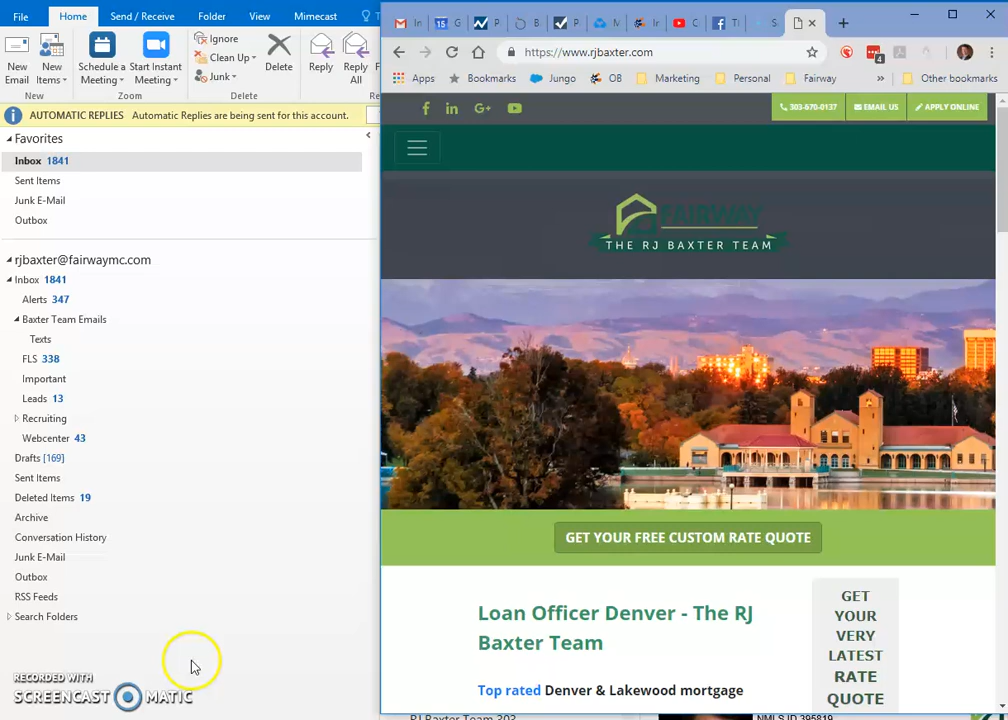 File
Home
Send / Receive
Folder
View
Mimecast
New
Email
New
Items
Schedule a
Meeting
Start Instant
Meeting
Ignore
Clean Up
Junk
Delete
Reply
Reply
All
New
Zoom
Delete
AUTOMATIC REPLIES Automatic Replies are being sent for this account.
Favorites
Inbox 1841
Sent Items
Junk E-Mail
Outbox
rjbaxter@fairwaymc.com
Inbox 1841
Alerts 347
Baxter Team Emails
Texts
FLS 338
Important
Leads 13
Recruiting
Webcenter 43
Drafts [169]
Sent Items
Deleted Items 19
Archive
Conversation History
Junk E-Mail
Outbox
RSS Feeds
Search Folders
RECORDED WITH
SCREENCAST MATIC
https://www.rjbaxter.com
Apps
Bookmarks
Jungo
OB
Marketing
Personal
Fairway
»
Other bookmarks
303-670-0137
EMAIL US
APPLY ONLINE
FAIRWAY
THE RJ BAXTER TEAM
GET YOUR FREE CUSTOM RATE QUOTE
Loan Officer Denver - The RJ
Baxter Team
Top rated Denver & Lakewood mortgage
GET
YOUR
VERY
LATEST
RATE
QUOTE